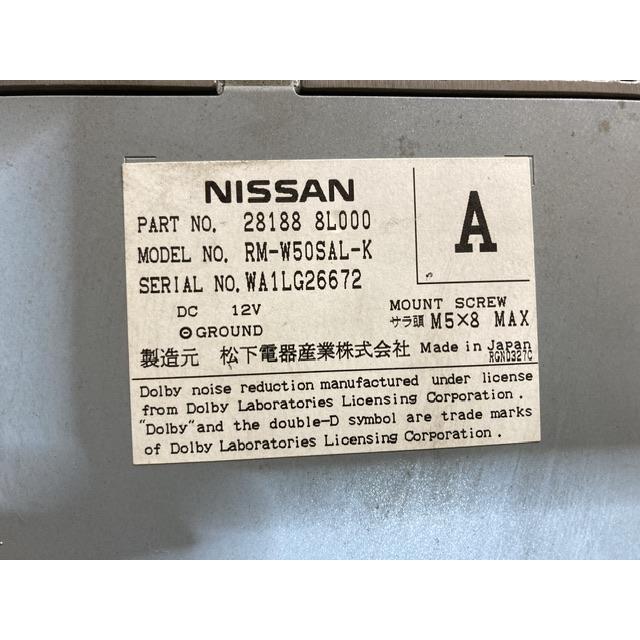 NISSAN
PART NO. 28188 8L000
MODEL NO. RM-W50SAL-K
SERIAL NO. WA1LG26672
A
DC 12V
⊖GROUND
MOUNT SCREW
サラ頭 M5×8 MAX
製造元 松下電器産業株式会社 Made in Japan
RGND327C
Dolby noise reduction manufactured under license
from Dolby Laboratories Licensing Corporation.
"Dolby"and the double-D symbol are trade marks
of Dolby Laboratories Licensing Corporation.